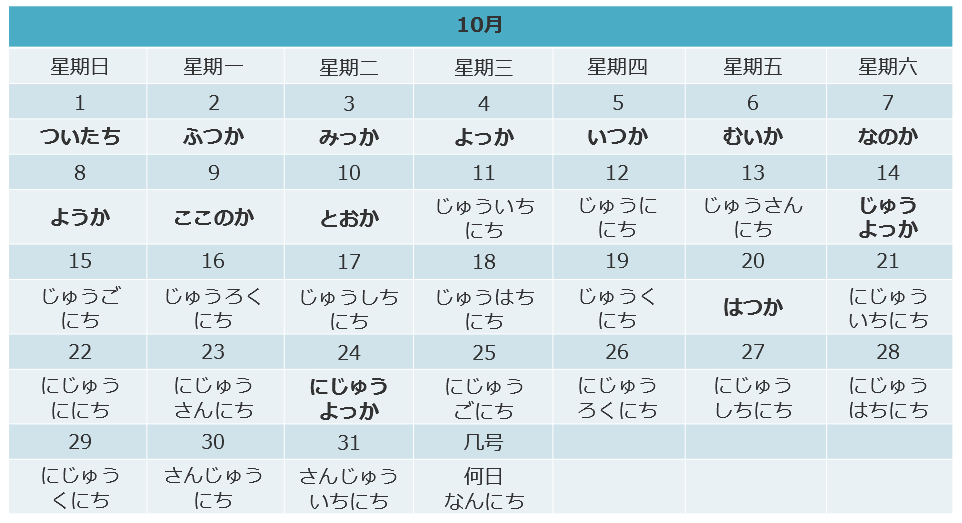 10月
星期日 星期一 星期二 星期三 星期四 星期五 星期六
1 2 3 4 5 6 7
ついたち ふつか みっか よっか いつか むいか なのか
8 9 10 11 12 13 14
ようか ここのか とおか じゅういち じゅうに じゅうさん じゅう
にち にち にち よっか
15 16 17 18 19 20 21
じゅうご じゅうろく じゅうしち じゅうはち じゅうく はつか にじゅう
にち にち にち にち にち いちにち
22 23 24 25 26 27 28
にじゅう にじゅう にじゅう にじゅう にじゅう にじゅう にじゅう
ににち さんにち よっか ごにち ろくにち しちにち はちにち
29 30 31 几号
にじゅう さんじゅう さんじゅう 何日
くにち にち いちにち なんにち